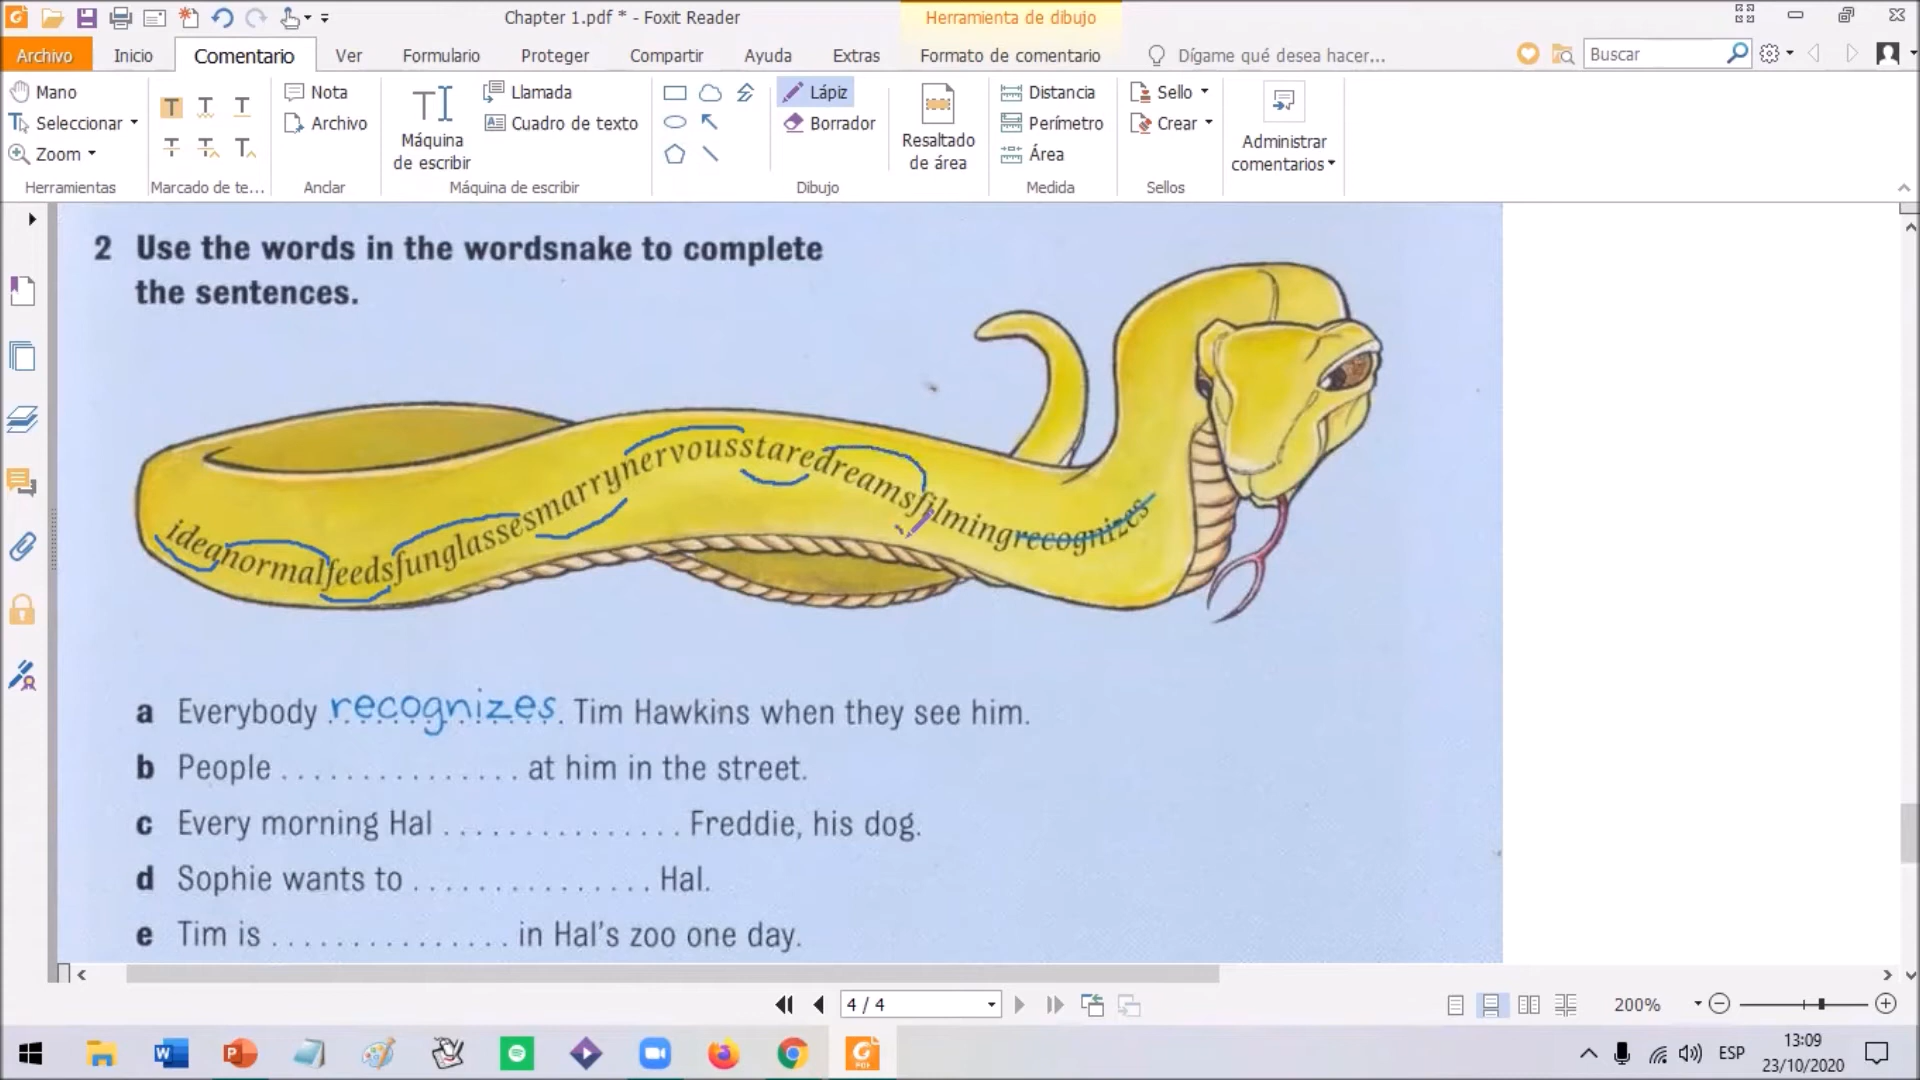 Chapter 1.pdf * - Foxit Reader
Herramienta de dibujo
Archivo
Inicio
Comentario
Ver
Formulario
Proteger
Compartir
Ayuda
Extras
Formato de comentario
Dígame qué desea hacer...
Buscar
Mano
Seleccionar
Zoom
Herramientas
Marcado de te...
Nota
Archivo
Anclar
Máquina de escribir
Llamada
Cuadro de texto
Máquina de escribir
Lápiz
Borrador
Dibujo
Resaltado de área
Distancia
Perímetro
Área
Medida
Sello
Crear
Sellos
Administrar comentarios
2 Use the words in the wordsnake to complete
the sentences.
ideanormalfeedssunglassesmarrynervousstaredreamsfilmingrecognizes
a Everybody recognizes. Tim Hawkins when they see him.
b People ............... at him in the street.
c Every morning Hal ............... Freddie, his dog.
d Sophie wants to ............... Hal.
e Tim is ............... in Hal's zoo one day.
4 / 4
200%
ESP
13:09
23/10/2020